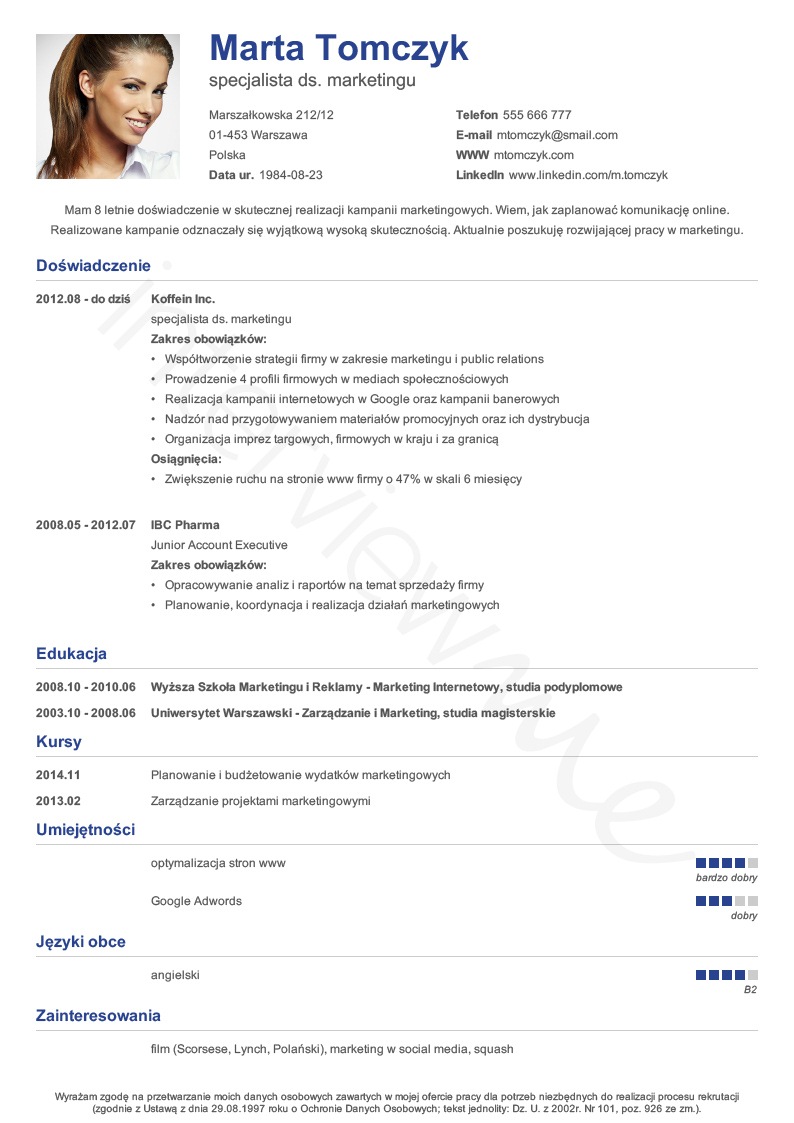 Marta Tomczyk
specjalista ds. marketingu
Marszałkowska 212/12
01-453 Warszawa
Polska
Data ur. 1984-08-23
Telefon 555 666 777
E-mail mtomczyk@smail.com
WWW mtomczyk.com
LinkedIn www.linkedin.com/m.tomczyk
Mam 8 letnie doświadczenie w skutecznej realizacji kampanii marketingowych. Wiem, jak zaplanować komunikację online.
Realizowane kampanie odznaczały się wyjątkową wysoką skutecznością. Aktualnie poszukuję rozwijającej pracy w marketingu.
Doświadczenie
2012.08 - do dziś Koffein Inc.
specjalista ds. marketingu
Zakres obowiązków:
• Współtworzenie strategii firmy w zakresie marketingu i public relations
• Prowadzenie 4 profili firmowych w mediach społecznościowych
• Realizacja kampanii internetowych w Google oraz kampanii banerowych
• Nadzór nad przygotowywaniem materiałów promocyjnych oraz ich dystrybucja
• Organizacja imprez targowych, firmowych w kraju i za granicą
Osiągnięcia:
• Zwiększenie ruchu na stronie www firmy o 47% w skali 6 miesięcy
2008.05 - 2012.07 IBC Pharma
Junior Account Executive
Zakres obowiązków:
• Opracowywanie analiz i raportów na temat sprzedaży firmy
• Planowanie, koordynacja i realizacja działań marketingowych
Edukacja
2008.10 - 2010.06 Wyższa Szkoła Marketingu i Reklamy - Marketing Internetowy, studia podyplomowe
2003.10 - 2008.06 Uniwersytet Warszawski - Zarządzanie i Marketing, studia magisterskie
Kursy
2014.11 Planowanie i budżetowanie wydatków marketingowych
2013.02 Zarządzanie projektami marketingowymi
Umiejętności
optymalizacja stron www
bardzo dobry
Google Adwords
dobry
Języki obce
angielski
B2
Zainteresowania
film (Scorsese, Lynch, Polański), marketing w social media, squash
Wyrażam zgodę na przetwarzanie moich danych osobowych zawartych w mojej ofercie pracy dla potrzeb niezbędnych do realizacji procesu rekrutacji
(zgodnie z Ustawą z dnia 29.08.1997 roku o Ochronie Danych Osobowych; tekst jednolity: Dz. U. z 2002r. Nr 101, poz. 926 ze zm.).
interviewme